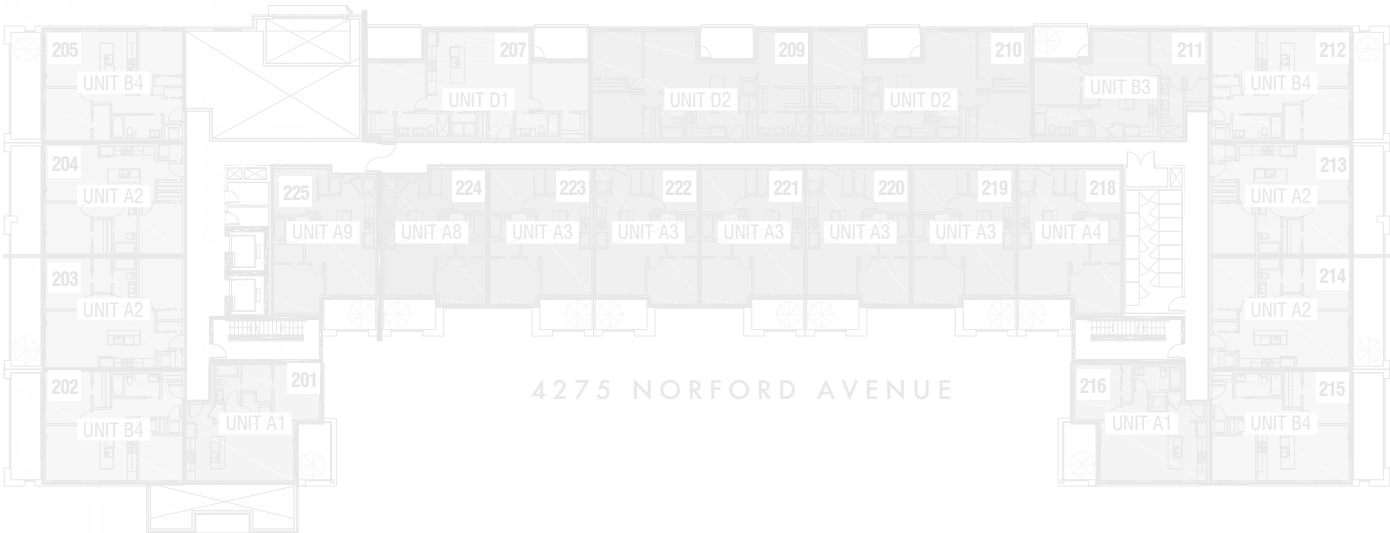 205
UNIT B4
207
UNIT D1
209
UNIT D2
210
UNIT D2
211
UNIT B3
212
UNIT B4
204
UNIT A2
225
UNIT A9
224
UNIT A8
223
UNIT A3
222
UNIT A3
221
UNIT A3
220
UNIT A3
219
UNIT A3
218
UNIT A4
213
UNIT A2
203
UNIT A2
214
UNIT A2
202
UNIT B4
201
UNIT A1
4275 NORFORD AVENUE
216
UNIT A1
215
UNIT B4